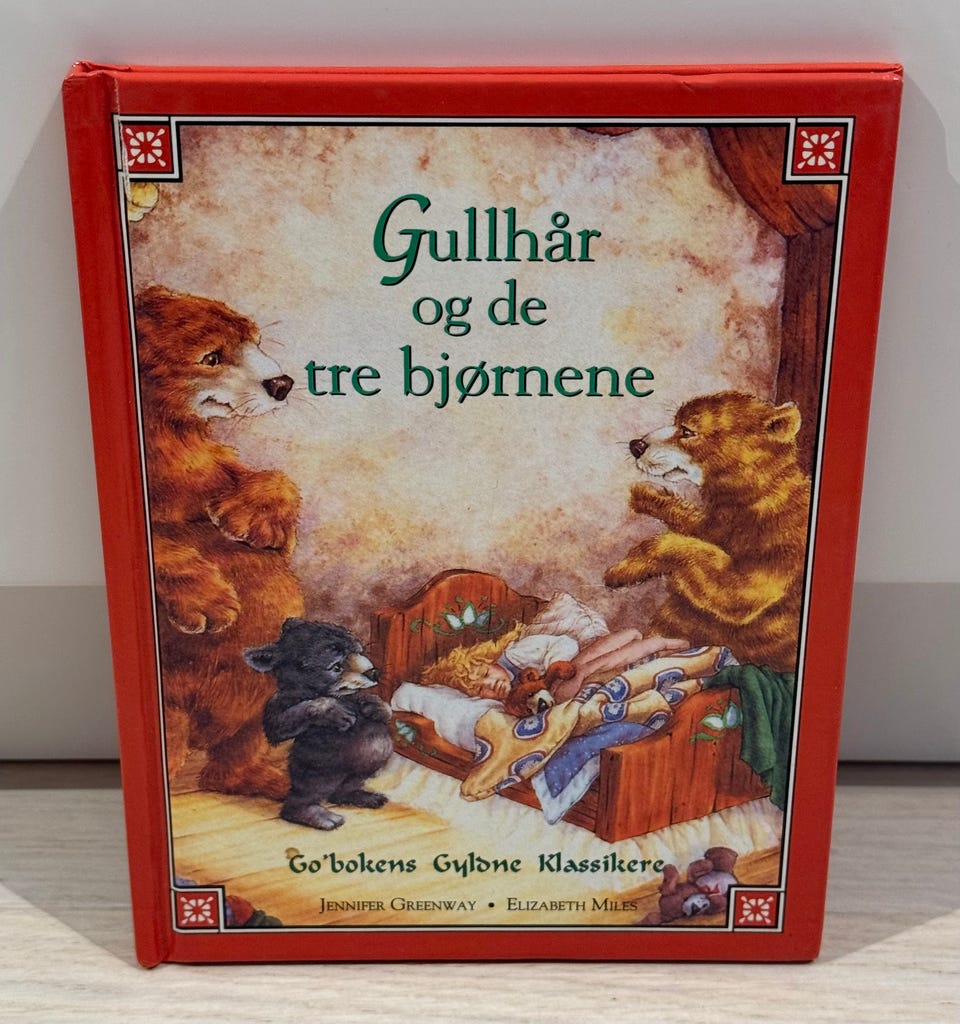 Gullhår
og de
tre bjørnene
Go'bokens Gyldne Klassikere
JENNIFER GREENWAY • ELIZABETH MILES